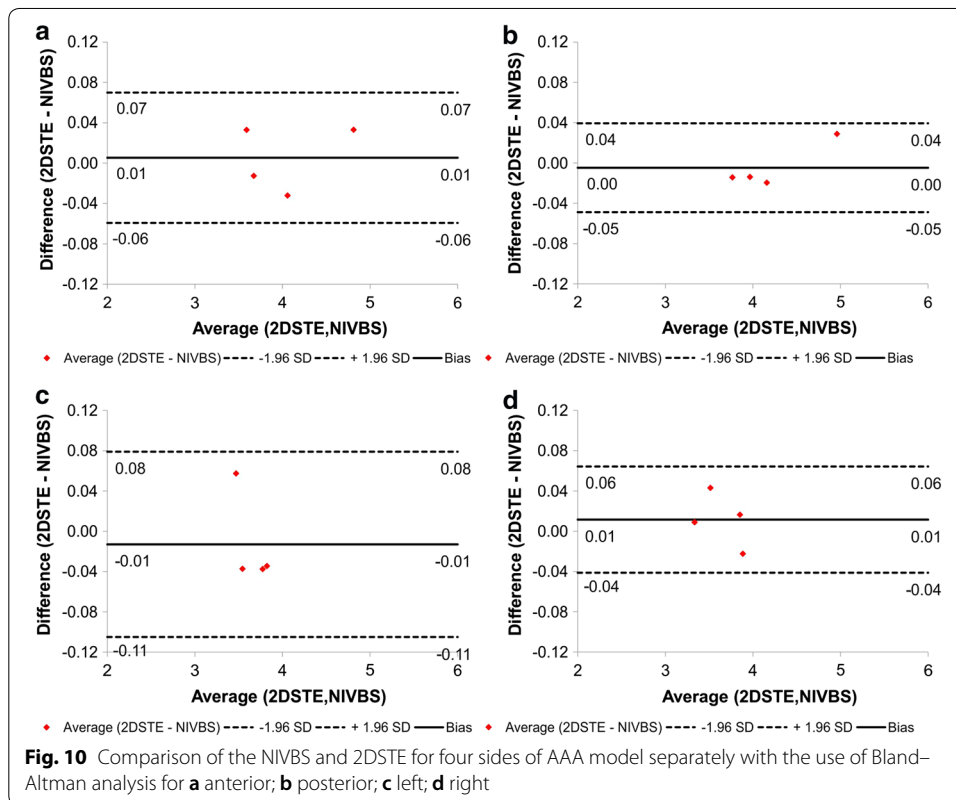 a
0.12
0.08
0.04
0.00
-0.04
-0.08
-0.12
Difference (2DSTE - NIVBS)
0.07 0.07
0.01 0.01
-0.06 -0.06
2 3 4 5 6
Average (2DSTE,NIVBS)
Average (2DSTE - NIVBS) -1.96 SD + 1.96 SD Bias
b
0.12
0.08
0.04
0.00
-0.04
-0.08
-0.12
Difference (2DSTE - NIVBS)
0.04 0.04
0.00 0.00
-0.05 -0.05
2 3 4 5 6
Average (2DSTE,NIVBS)
Average (2DSTE - NIVBS) -1.96 SD + 1.96 SD Bias
c
0.12
0.08
0.04
0.00
-0.04
-0.08
-0.12
Difference (2DSTE - NIVBS)
0.08 0.08
-0.01 -0.01
-0.11 -0.11
2 3 4 5 6
Average (2DSTE,NIVBS)
Average (2DSTE - NIVBS) -1.96 SD + 1.96 SD Bias
d
0.12
0.08
0.04
0.00
-0.04
-0.08
-0.12
Difference (2DSTE - NIVBS)
0.06 0.06
0.01 0.01
-0.04 -0.04
2 3 4 5 6
Average (2DSTE,NIVBS)
Average (2DSTE - NIVBS) -1.96 SD + 1.96 SD Bias
Fig. 10 Comparison of the NIVBS and 2DSTE for four sides of AAA model separately with the use of Bland–
Altman analysis for a anterior; b posterior; c left; d right